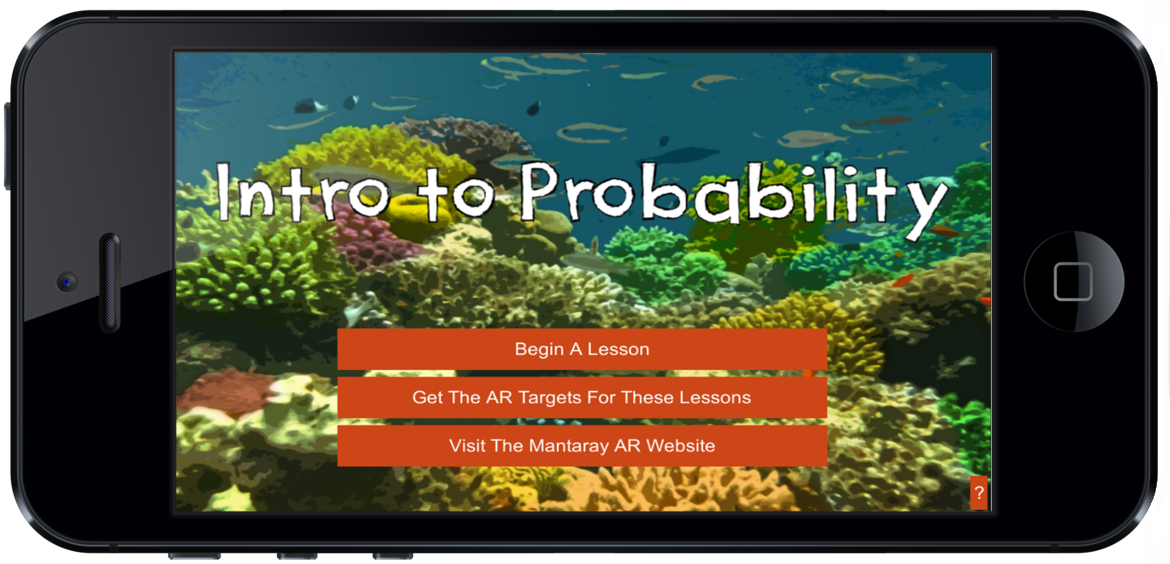 Intro to Probability
Begin A Lesson
Get The AR Targets For These Lessons
Visit The Mantaray AR Website
?